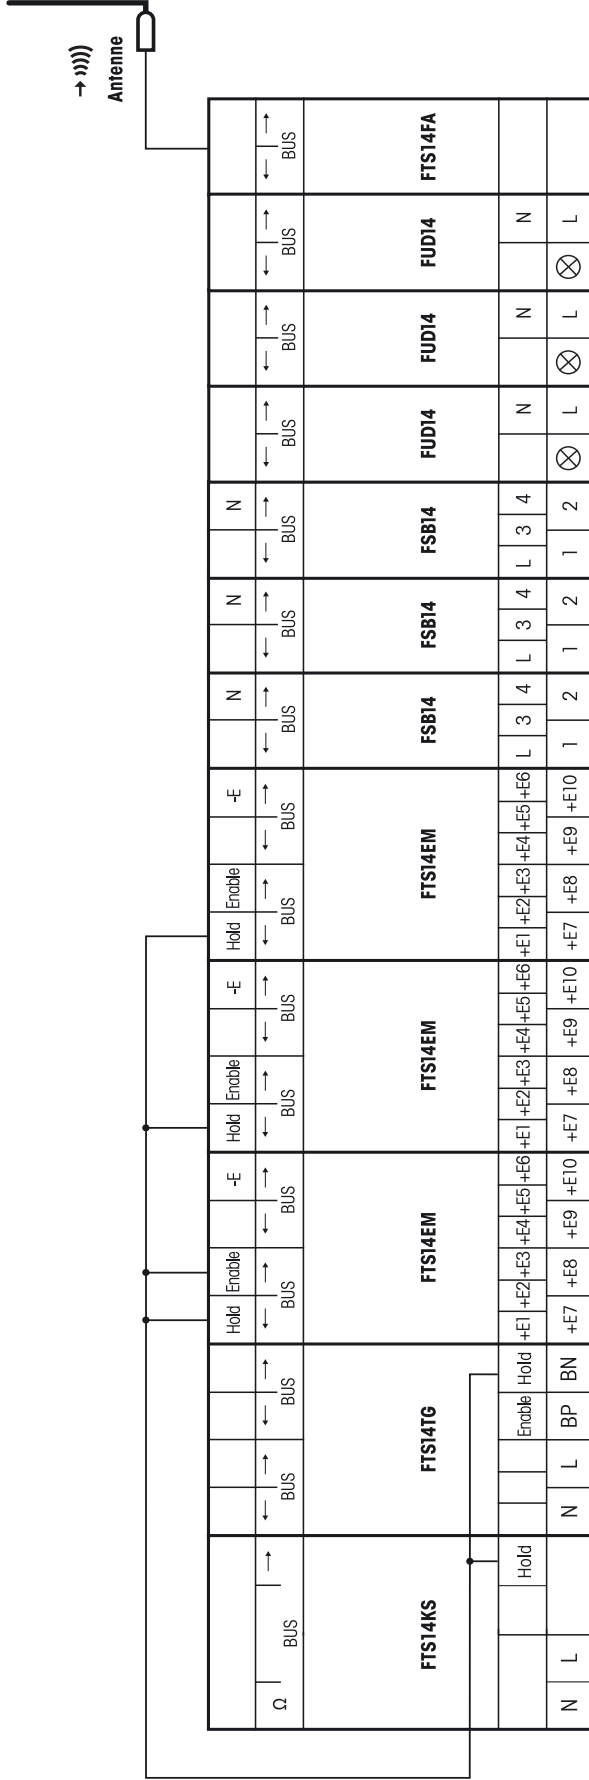 Antenne
Hold Enable -E Hold Enable -E Hold Enable -E N N N
Ω BUS BUS BUS BUS BUS BUS BUS BUS BUS BUS BUS BUS BUS BUS BUS BUS
FTS14KS FTS14TG FTS14EM FTS14EM FTS14EM FSB14 FSB14 FSB14 FUD14 FUD14 FUD14 FTS14FA
Hold Enable Hold +E1 +E2 +E3 +E4 +E5 +E6 +E1 +E2 +E3 +E4 +E5 +E6 +E1 +E2 +E3 +E4 +E5 +E6 L 3 4 L 3 4 L 3 4 N N N
N L N L BP BN +E7 +E8 +E9 +E10 +E7 +E8 +E9 +E10 +E7 +E8 +E9 +E10 1 2 1 2 1 2 L L L